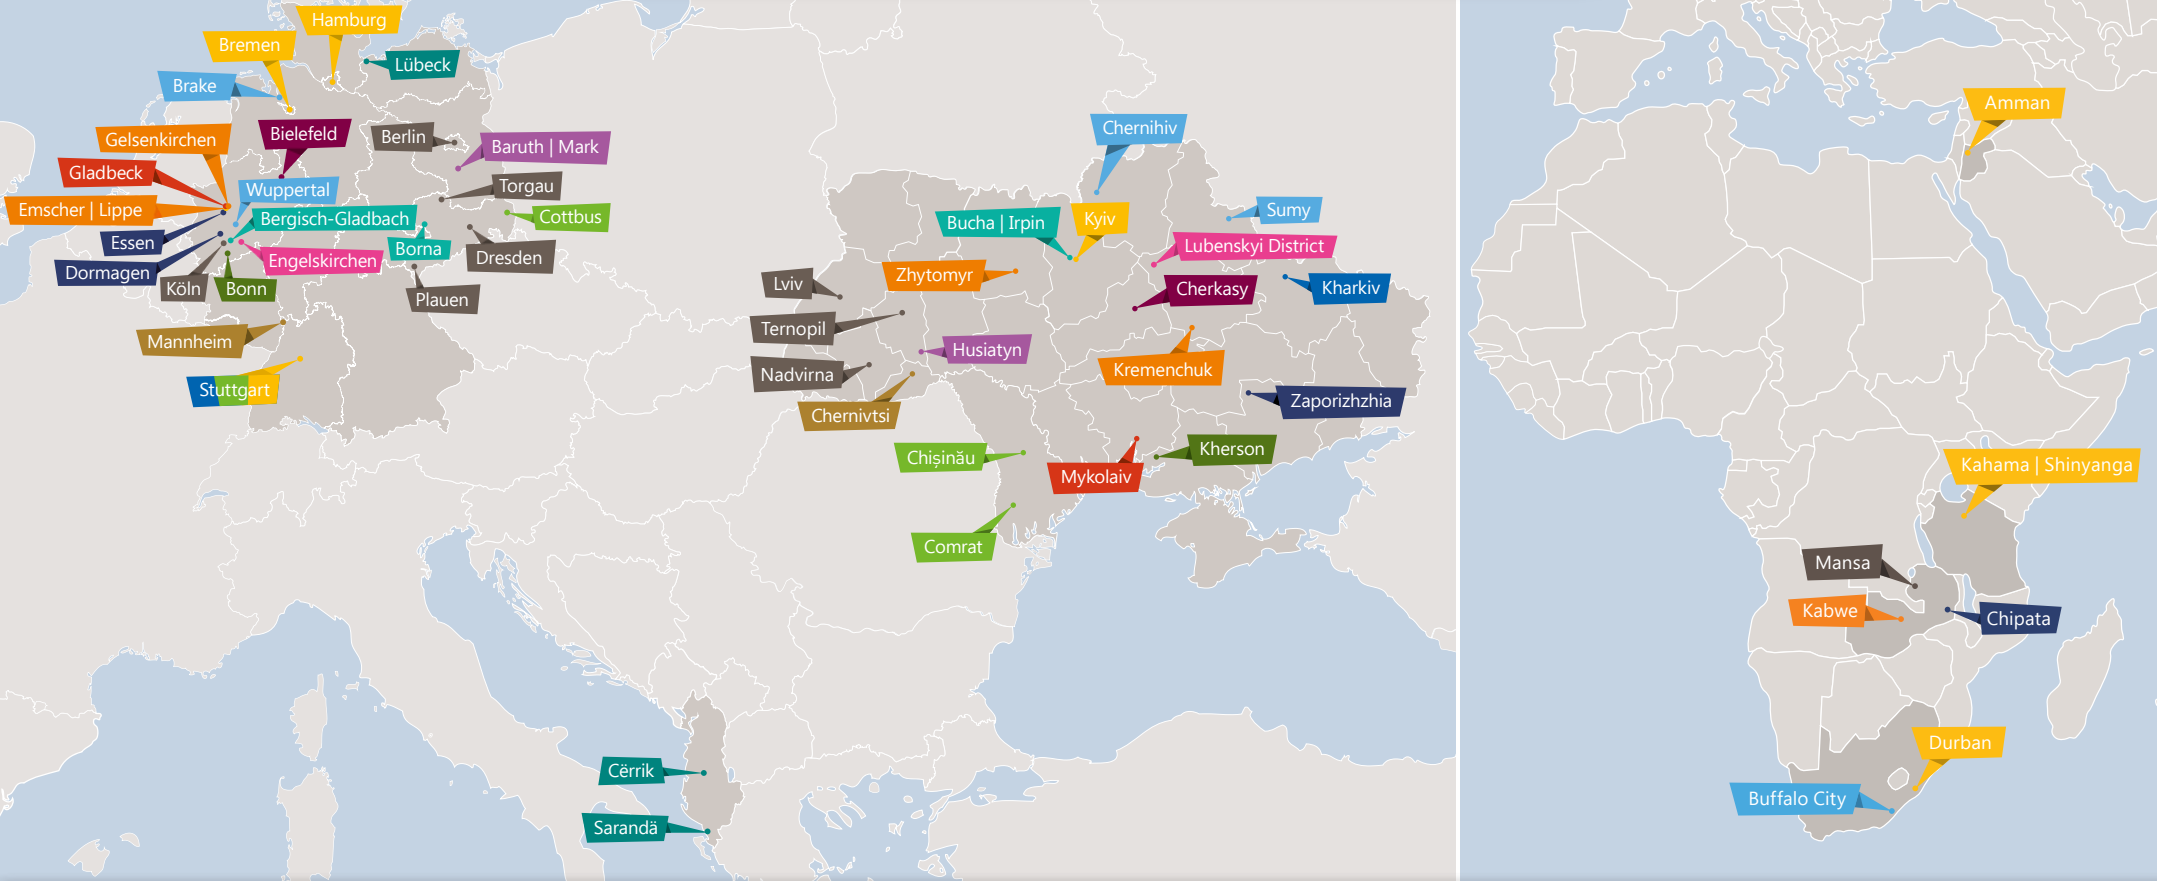 Hamburg
Bremen
Lübeck
Brake
Gelsenkirchen
Bielefeld
Berlin
Baruth | Mark
Gladbeck
Wuppertal
Torgau
Emscher | Lippe
Bergisch-Gladbach
Cottbus
Essen
Engelskirchen
Borna
Dresden
Dormagen
Köln
Bonn
Plauen
Mannheim
Stuttgart
Chernihiv
Bucha | Irpin
Kyiv
Sumy
Lubenskyi District
Zhytomyr
Lviv
Cherkasy
Kharkiv
Ternopil
Husiatyn
Nadvirna
Kremenchuk
Chernivtsi
Zaporizhzhia
Chișinău
Kherson
Mykolaiv
Comrat
Cërrik
Sarandä
Amman
Kahama | Shinyanga
Mansa
Kabwe
Chipata
Durban
Buffalo City